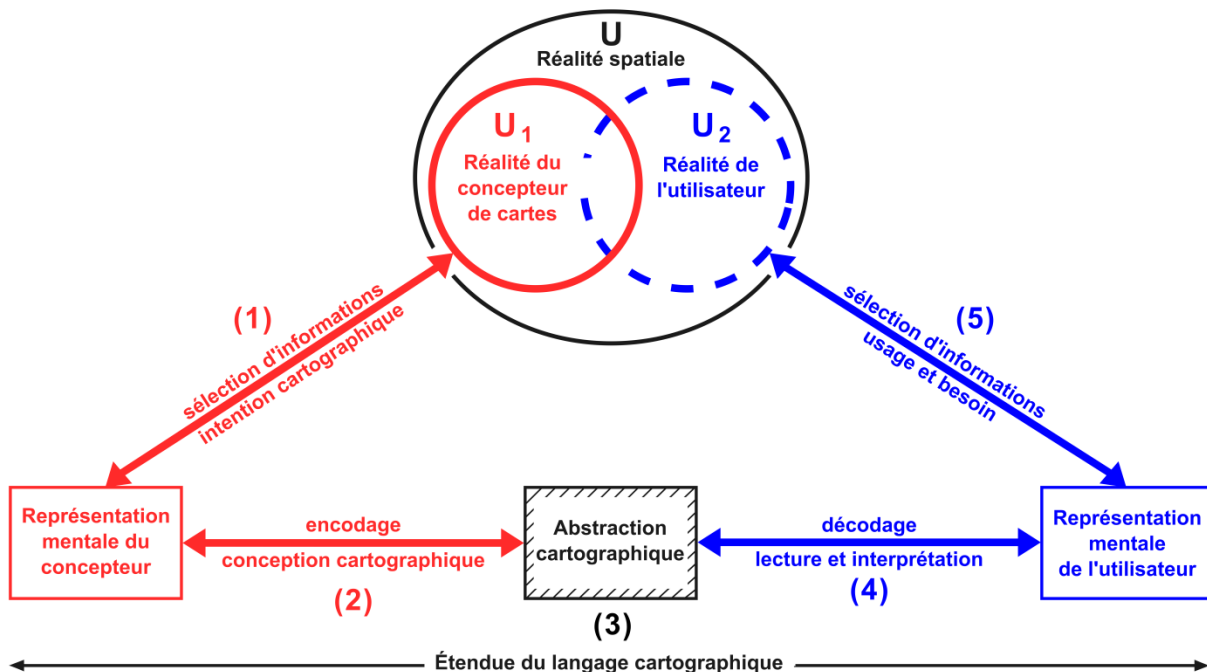 U
Réalité spatiale
U1
Réalité du
concepteur
de cartes
U2
Réalité de
l'utilisateur
(1)
sélection d'informations
intention cartographique
(5)
sélection d'informations
usage et besoin
Représentation
mentale du
concepteur
encodage
conception cartographique
(2)
Abstraction
cartographique
(3)
décodage
lecture et interprétation
(4)
Représentation
mentale
de l'utilisateur
Étendue du langage cartographique